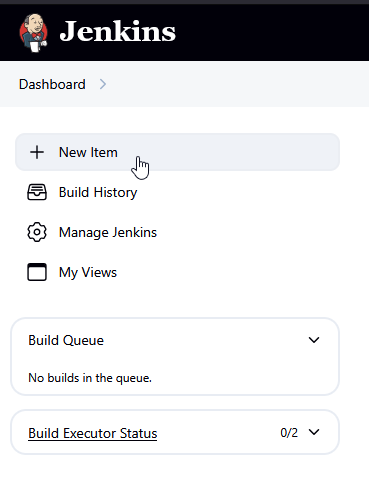 Jenkins
Dashboard
New Item
Build History
Manage Jenkins
My Views
Build Queue
No builds in the queue.
Build Executor Status 0/2